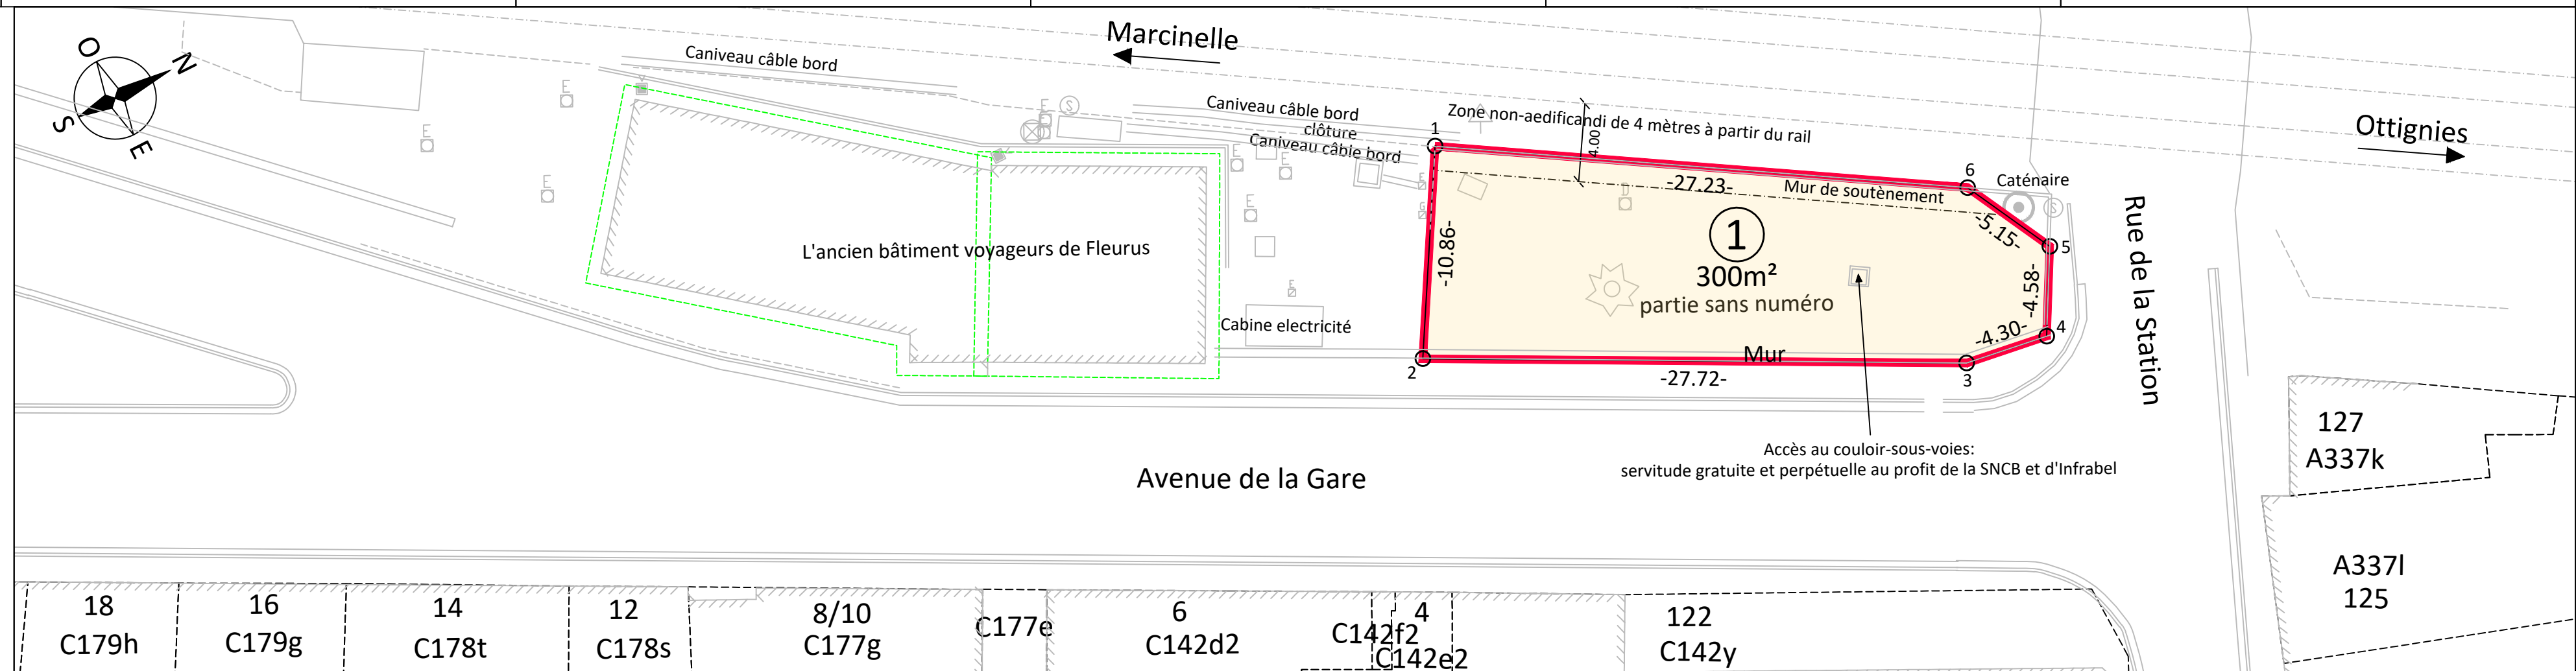 O
N
S
E
Marcinelle
Caniveau câble bord
Caniveau câble bord
clôture
Caniveau câble bord
Zone non-aedificandi de 4 mètres à partir du rail
4.00
Ottignies
E
E
E
E
S
E
E
E
E
E
G
D
S
1
6
Caténaire
-27.23-
Mur de soutènement
-5.15-
5
L'ancien bâtiment voyageurs de Fleurus
-10.86-
1
300m²
partie sans numéro
-4.58-
4
-4.30-
Cabine electricité
Mur
2
-27.72-
3
Rue de la Station
Accès au couloir-sous-voies:
servitude gratuite et perpétuelle au profit de la SNCB et d'Infrabel
Avenue de la Gare
127
A337k
A337l
125
18
C179h
16
C179g
14
C178t
12
C178s
8/10
C177g
C177e
6
C142d2
C142f2
4
C142e2
122
C142y